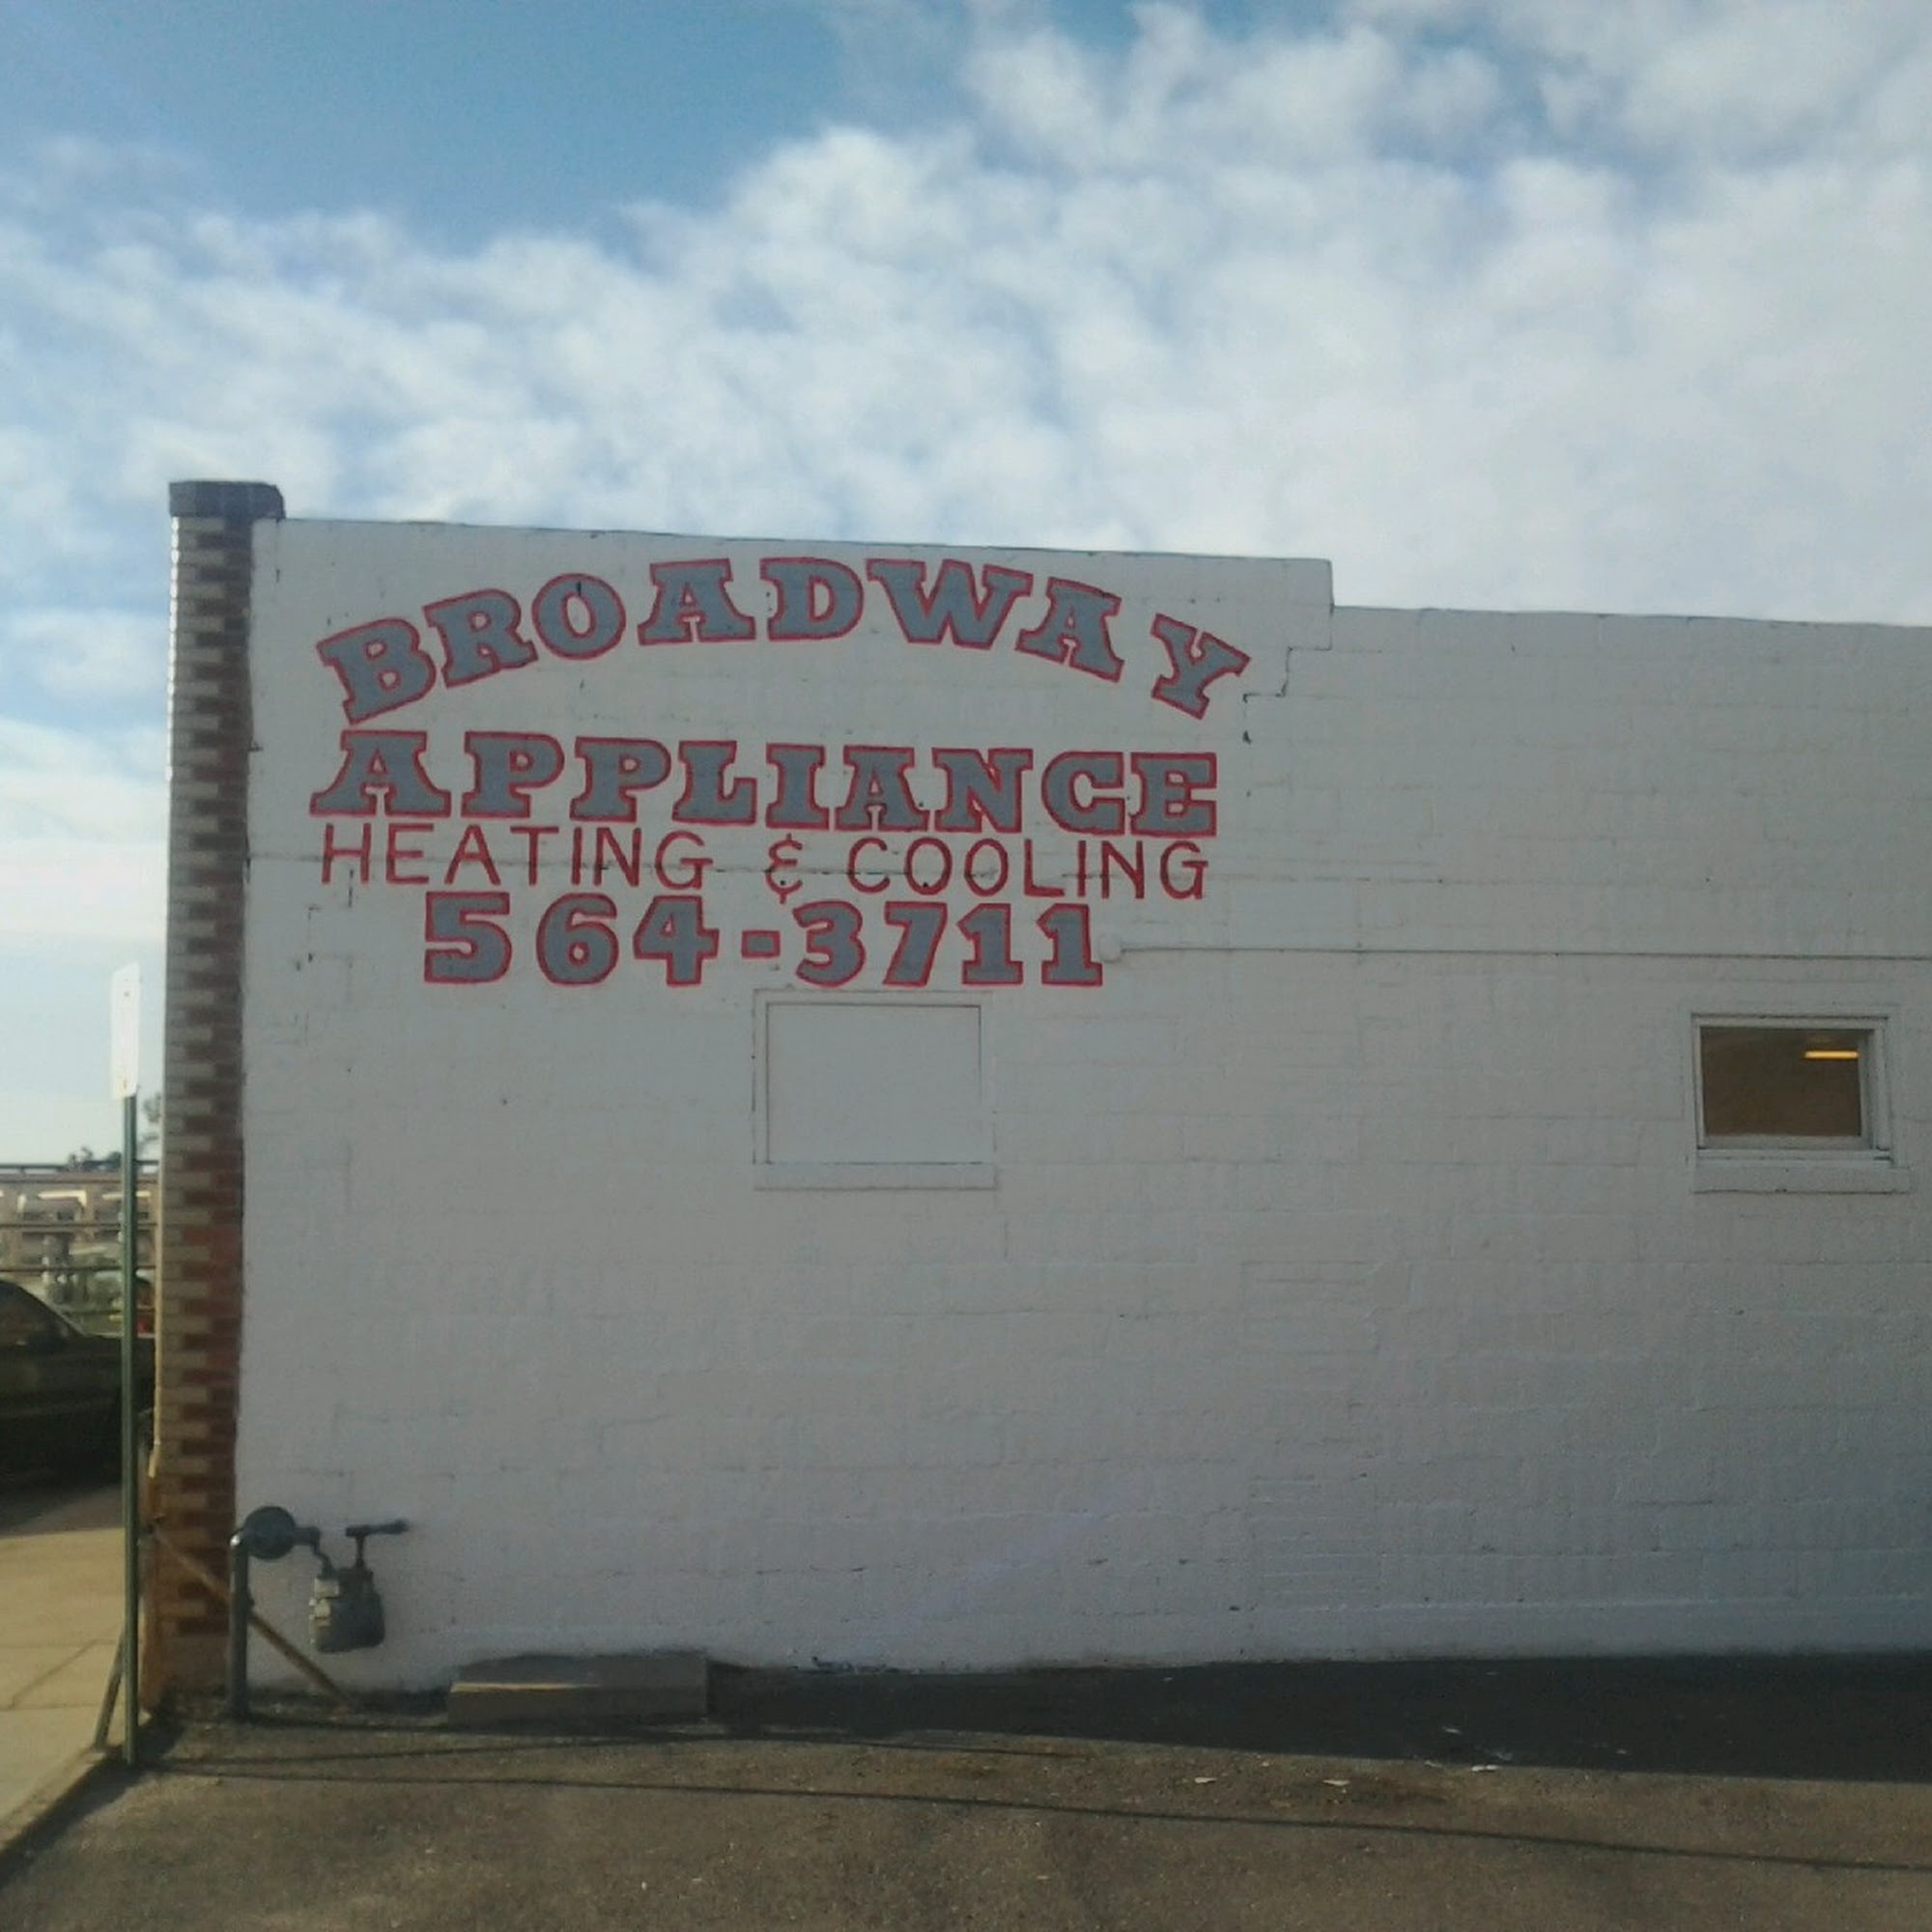 BROADWAY
APPLIANCE
HEATING & COOLING
564-3711